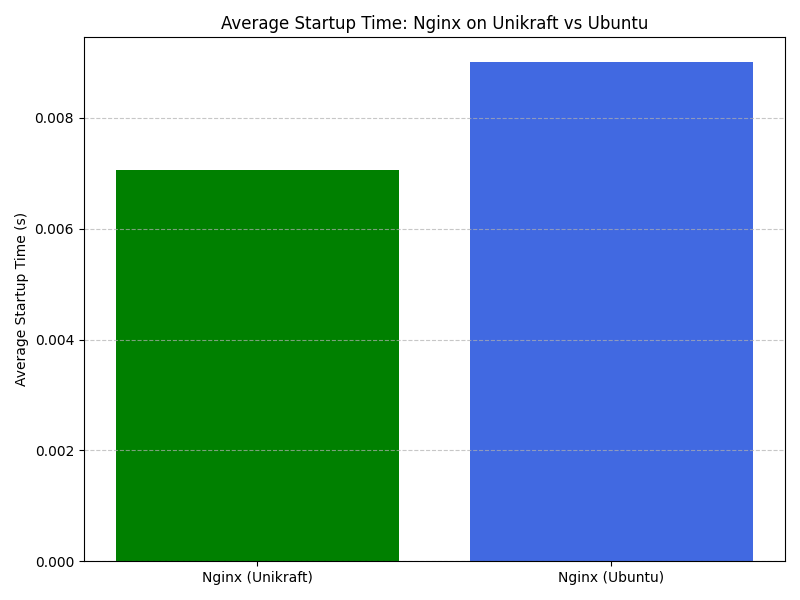 Average Startup Time: Nginx on Unikraft vs Ubuntu
Average Startup Time (s)
0.008
0.006
0.004
0.002
0.000
Nginx (Unikraft)
Nginx (Ubuntu)